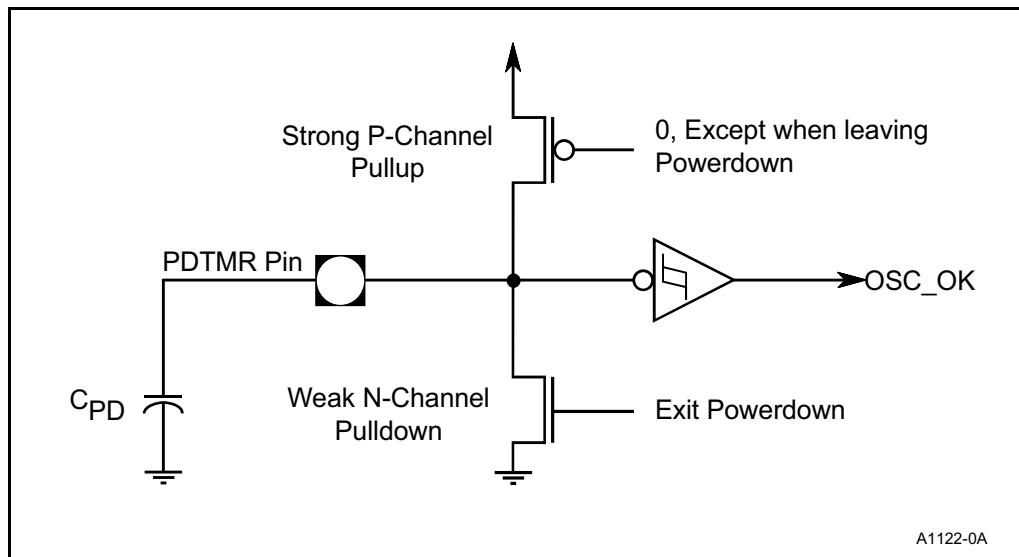 Strong P-Channel
Pullup
0, Except when leaving
Powerdown
PDTMR Pin
OSC_OK
CPD
Weak N-Channel
Pulldown
Exit Powerdown
A1122-0A